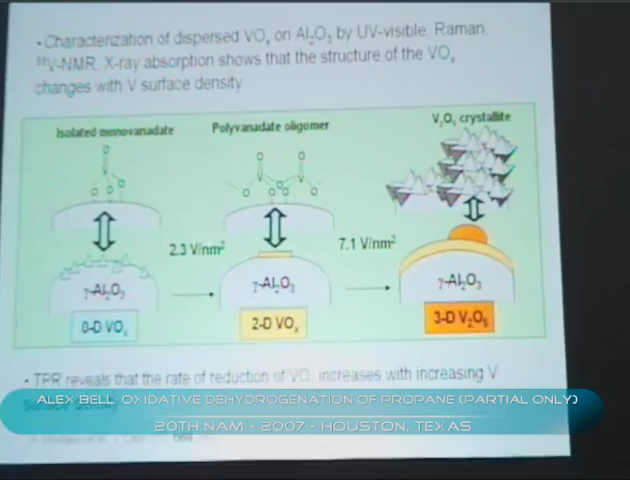 •Characterization of dispersed VOx on Al2O3 by UV-visible, Raman,
51V-NMR, X-ray absorption shows that the structure of the VOx
changes with V surface density
Isolated monovanadate
Polyvanadate oligomer
V2O5 crystallite
O
O
O
V
V
O
O
O
O
O
2.3 V/nm2
7.1 V/nm2
γ-Al2O3
γ-Al2O3
γ-Al2O3
0-D VOx
2-D VOx
3-D V2O5
• TPR reveals that the rate of reduction of VOx increases with increasing V
ALEX BELL: OXIDATIVE DEHYDROGENATION OF PROPANE (PARTIAL ONLY)
20TH NAM - 2007 - HOUSTON, TEXAS